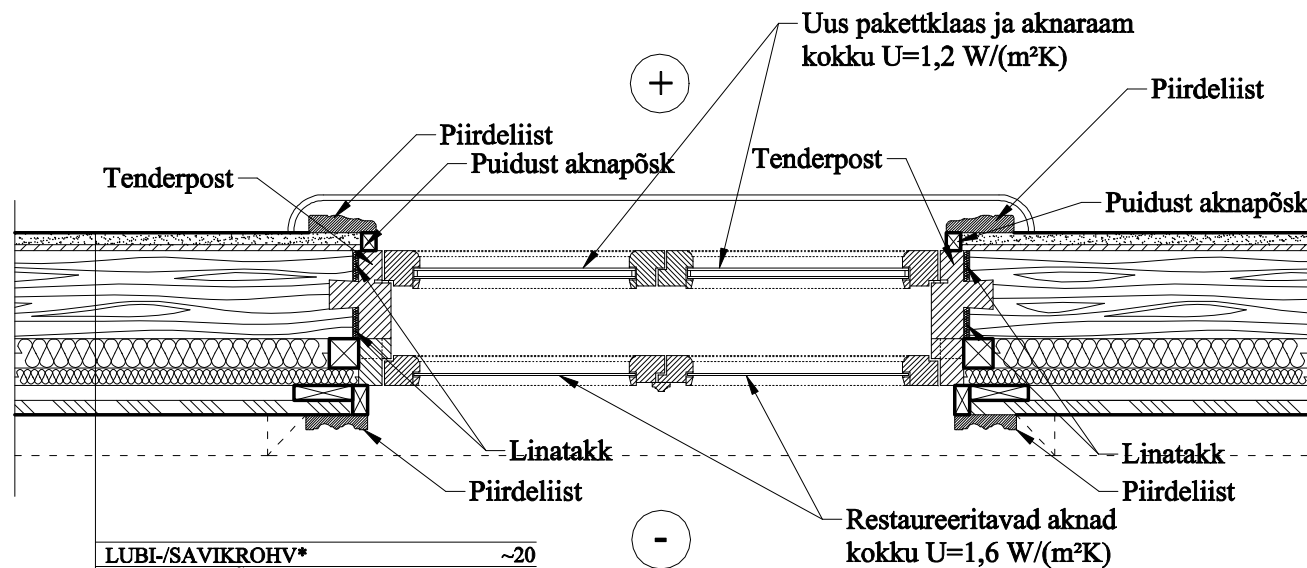 Uus pakettklaas ja aknaraam
kokku U=1,2 W/(m²K)
+
Piirdeliist
Piirdeliist
Puidust aknapõsk
Tenderpost
Tenderpost
Puidust aknapõsk
Linatakk
Linatakk
Piirdeliist
Piirdeliist
Restaureeritavad aknad
kokku U=1,6 W/(m²K)
-
LUBI-/SAVIKROHV* ~20